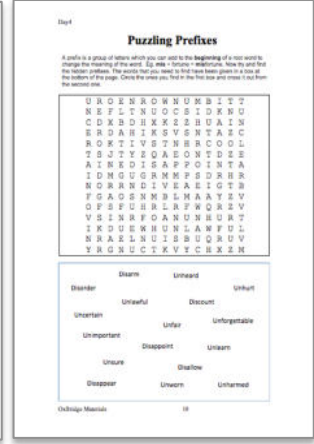 Day4
Puzzling Prefixes
A prefix is a group of letters which you can add to the beginning of a root word to
change the meaning of the word. Eg. mis + fortune = misfortune. Now try and find
the hidden prefixes. The words that you need to find have been given in a box at
the bottom of the page. Circle the ones you find in the first box and cross it out from
the second one.
U R O E N R O W N U M B I T T
N E F L T N U O C S I D K N U
C D X B D H X K Z Z H U A I N
E R D A H I K S V S N T A Z C
R O K T I V S T N H R C O O L
T S J T Y Z Q A E O N T D Z E
A I N E D I S A P P O I N T A
I D M G U G R M M P S D R H R
N O R R N D I V E A E I G T B
F G A O S N M B L M A A Y Z V
O F S F U H R L R F W Q R Z V
V S I N R F O A N U N H U R T
I K D U E W H U N L A W F U L
N R A E L N U I S B U Q R U V
Y R G N U C T K V Y C H X Z M
Disarm Unheard
Disorder Unhurt
Unlawful Discount
Uncertain
Unfair Unforgettable
Unimportant
Disappoint Unlearn
Unsure Disallow
Disappear Unworn Unharmed
Oxbridge Materials 18